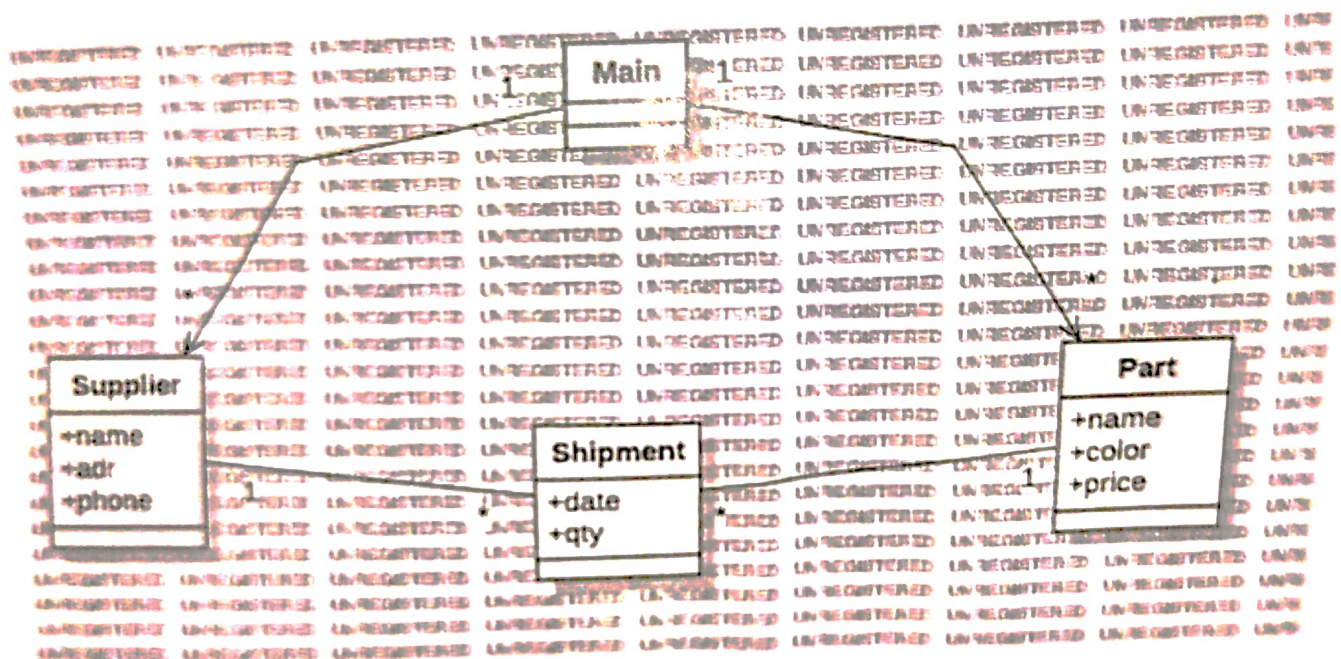 Main
1
1
*
*
Supplier
+name
+adr
+phone
1
*
Shipment
+date
+qty
*
1
Part
+name
+color
+price
UNREGISTERED